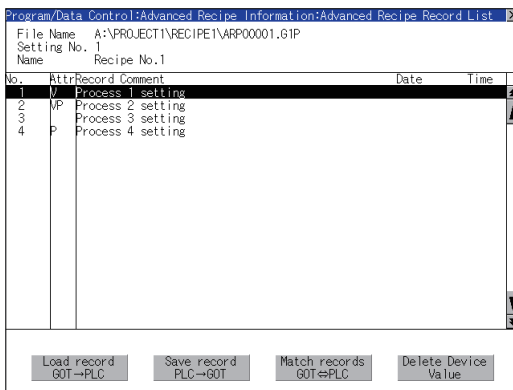 Program/Data Control:Advanced Recipe Information:Advanced Recipe Record List
File Name A:\PROJECT1\RECIPE1\ARP00001.G1P
Setting No. 1
Name Recipe No.1
No. Attr Record Comment Date Time
1 V Process 1 setting
2 VP Process 2 setting
3 Process 3 setting
4 P Process 4 setting
Load record GOT→PLC
Save record PLC→GOT
Match records GOT⇔PLC
Delete Device Value